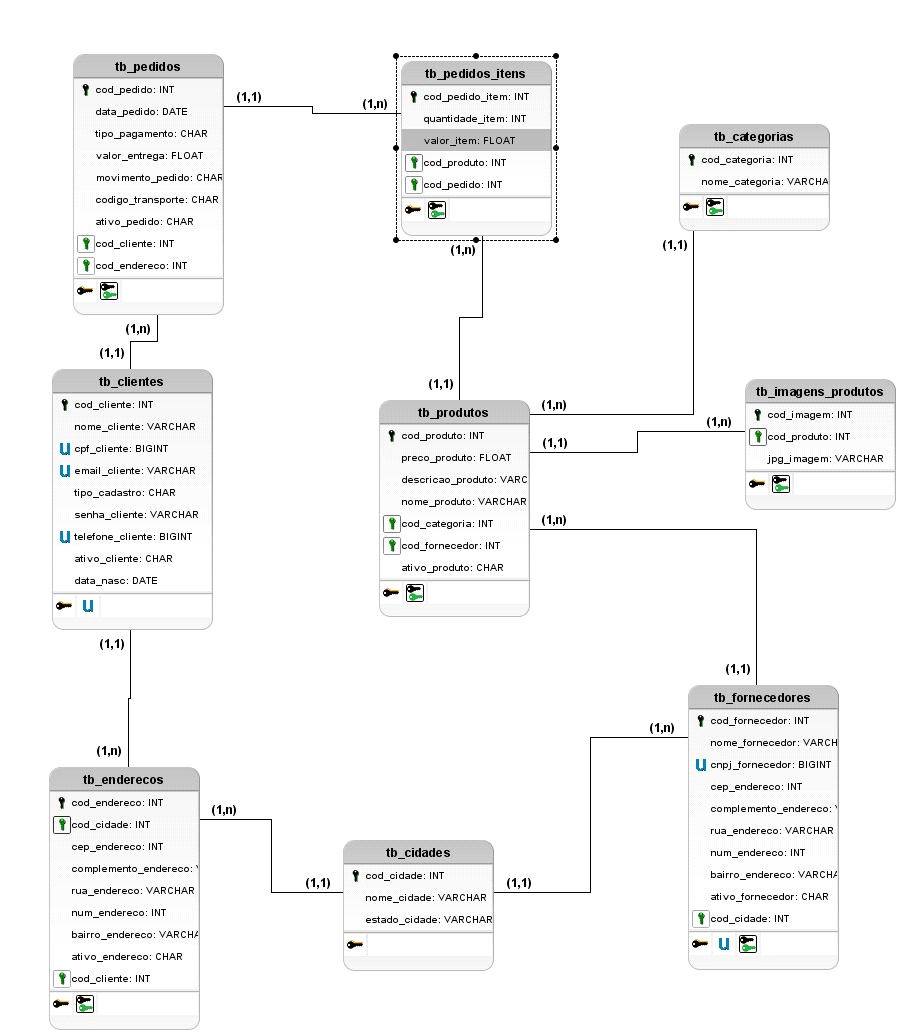 tb_pedidos
cod_pedido: INT
data_pedido: DATE
tipo_pagamento: CHAR
valor_entrega: FLOAT
movimento_pedido: CHAR
codigo_transporte: CHAR
ativo_pedido: CHAR
cod_cliente: INT
cod_endereco: INT
(1,1)
(1,n)
tb_pedidos_itens
cod_pedido_item: INT
quantidade_item: INT
valor_item: FLOAT
cod_produto: INT
cod_pedido: INT
(1,n)
(1,1)
tb_categorias
cod_categoria: INT
nome_categoria: VARCHA
(1,1)
(1,n)
(1,n)
(1,1)
tb_clientes
cod_cliente: INT
nome_cliente: VARCHAR
U cpf_cliente: BIGINT
U email_cliente: VARCHAR
tipo_cadastro: CHAR
senha_cliente: VARCHAR
U telefone_cliente: BIGINT
ativo_cliente: CHAR
data_nasc: DATE
U
tb_produtos
cod_produto: INT
preco_produto: FLOAT
descricao_produto: VARC
nome_produto: VARCHAR
cod_categoria: INT
cod_fornecedor: INT
ativo_produto: CHAR
(1,1)
(1,n)
tb_imagens_produtos
cod_imagem: INT
cod_produto: INT
jpg_imagem: VARCHAR
(1,n)
(1,1)
(1,1)
(1,n)
tb_enderecos
cod_endereco: INT
cod_cidade: INT
cep_endereco: INT
complemento_endereco:
rua_endereco: VARCHAR
num_endereco: INT
bairro_endereco: VARCHA
ativo_endereco: CHAR
cod_cliente: INT
(1,n)
(1,1)
tb_cidades
cod_cidade: INT
nome_cidade: VARCHAR
estado_cidade: VARCHAR
(1,1)
(1,n)
tb_fornecedores
cod_fornecedor: INT
nome_fornecedor: VARCH
U cnpj_fornecedor: BIGINT
cep_endereco: INT
complemento_endereco:
rua_endereco: VARCHAR
num_endereco: INT
bairro_endereco: VARCHA
ativo_fornecedor: CHAR
cod_cidade: INT
U